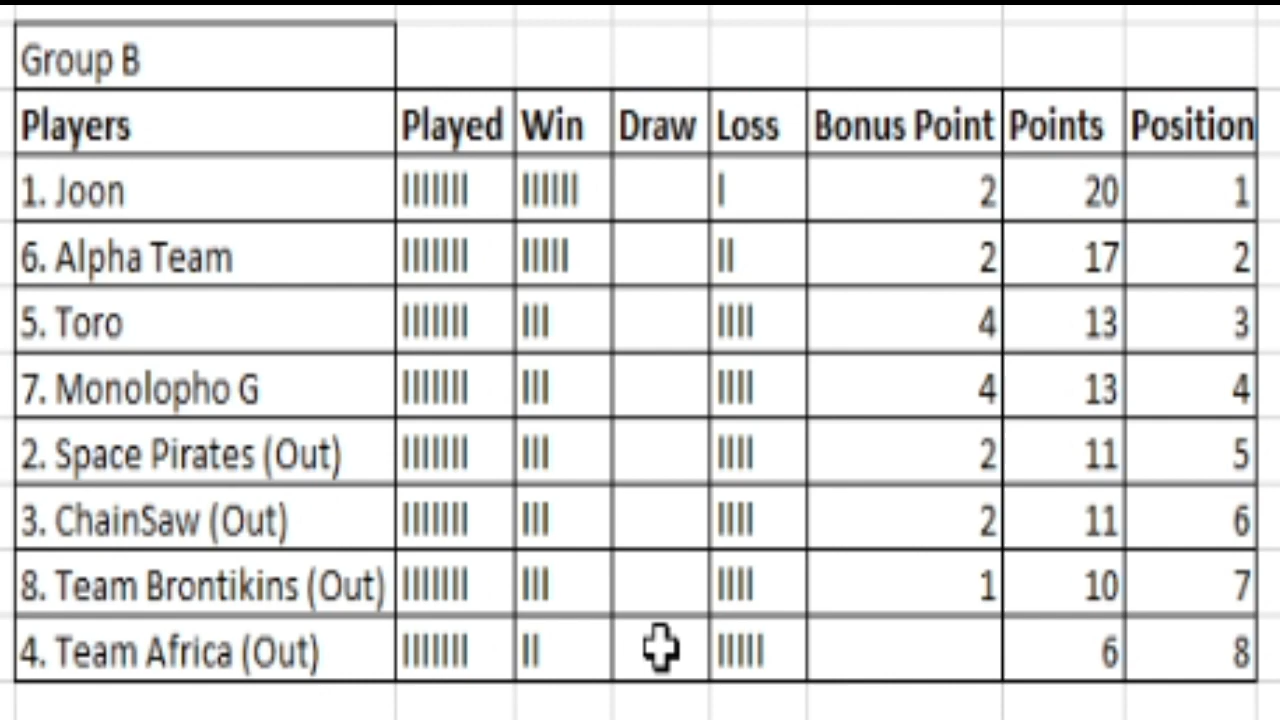 Group B
Players Played Win Draw Loss Bonus Point Points Position
1. Joon IIIIIII IIIIII I 2 20 1
6. Alpha Team IIIIIII IIIII II 2 17 2
5. Toro IIIIIII III IIII 4 13 3
7. Monolopho G IIIIIII III IIII 4 13 4
2. Space Pirates (Out) IIIIIII III IIII 2 11 5
3. ChainSaw (Out) IIIIIII III IIII 2 11 6
8. Team Brontikins (Out) IIIIIII III IIII 1 10 7
4. Team Africa (Out) IIIIIII II IIIII 6 8